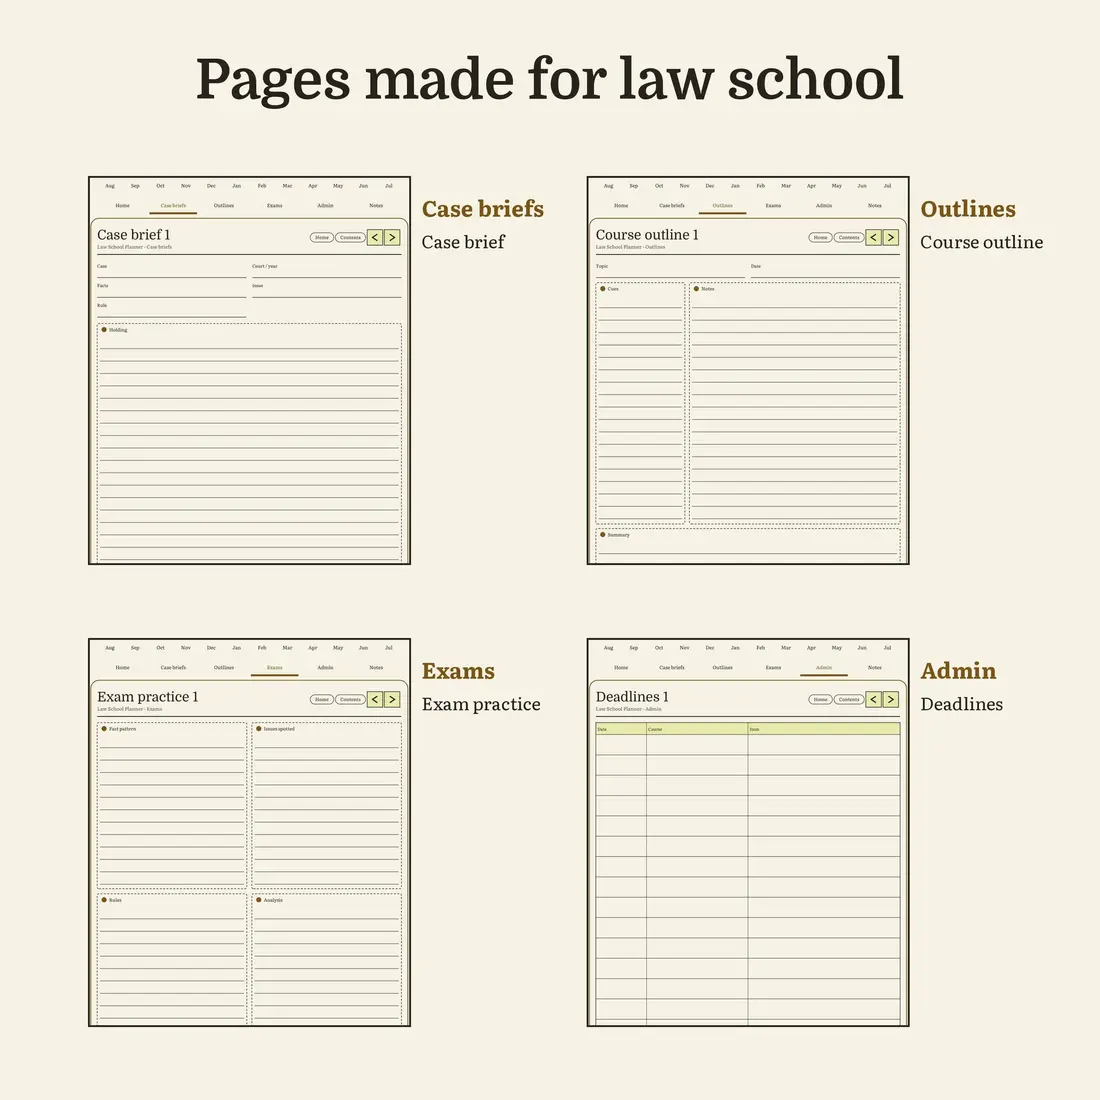 Pages made for law school
Aug Sep Oct Nov Dec Jan Feb Mar Apr May Jun Jul
Home Case briefs Outlines Exams Admin Notes
Case brief 1
Law School Planner · Case briefs
Home Contents < >
Case Court / year
Facts Issue
Rule
Holding
Case briefs
Case brief
Aug Sep Oct Nov Dec Jan Feb Mar Apr May Jun Jul
Home Case briefs Outlines Exams Admin Notes
Course outline 1
Law School Planner · Outlines
Home Contents < >
Topic Date
Cues Notes
Summary
Outlines
Course outline
Aug Sep Oct Nov Dec Jan Feb Mar Apr May Jun Jul
Home Case briefs Outlines Exams Admin Notes
Exam practice 1
Law School Planner · Exams
Home Contents < >
Fact pattern Issues spotted
Rules Analysis
Exams
Exam practice
Aug Sep Oct Nov Dec Jan Feb Mar Apr May Jun Jul
Home Case briefs Outlines Exams Admin Notes
Deadlines 1
Law School Planner · Admin
Home Contents < >
Date Course Item
Admin
Deadlines